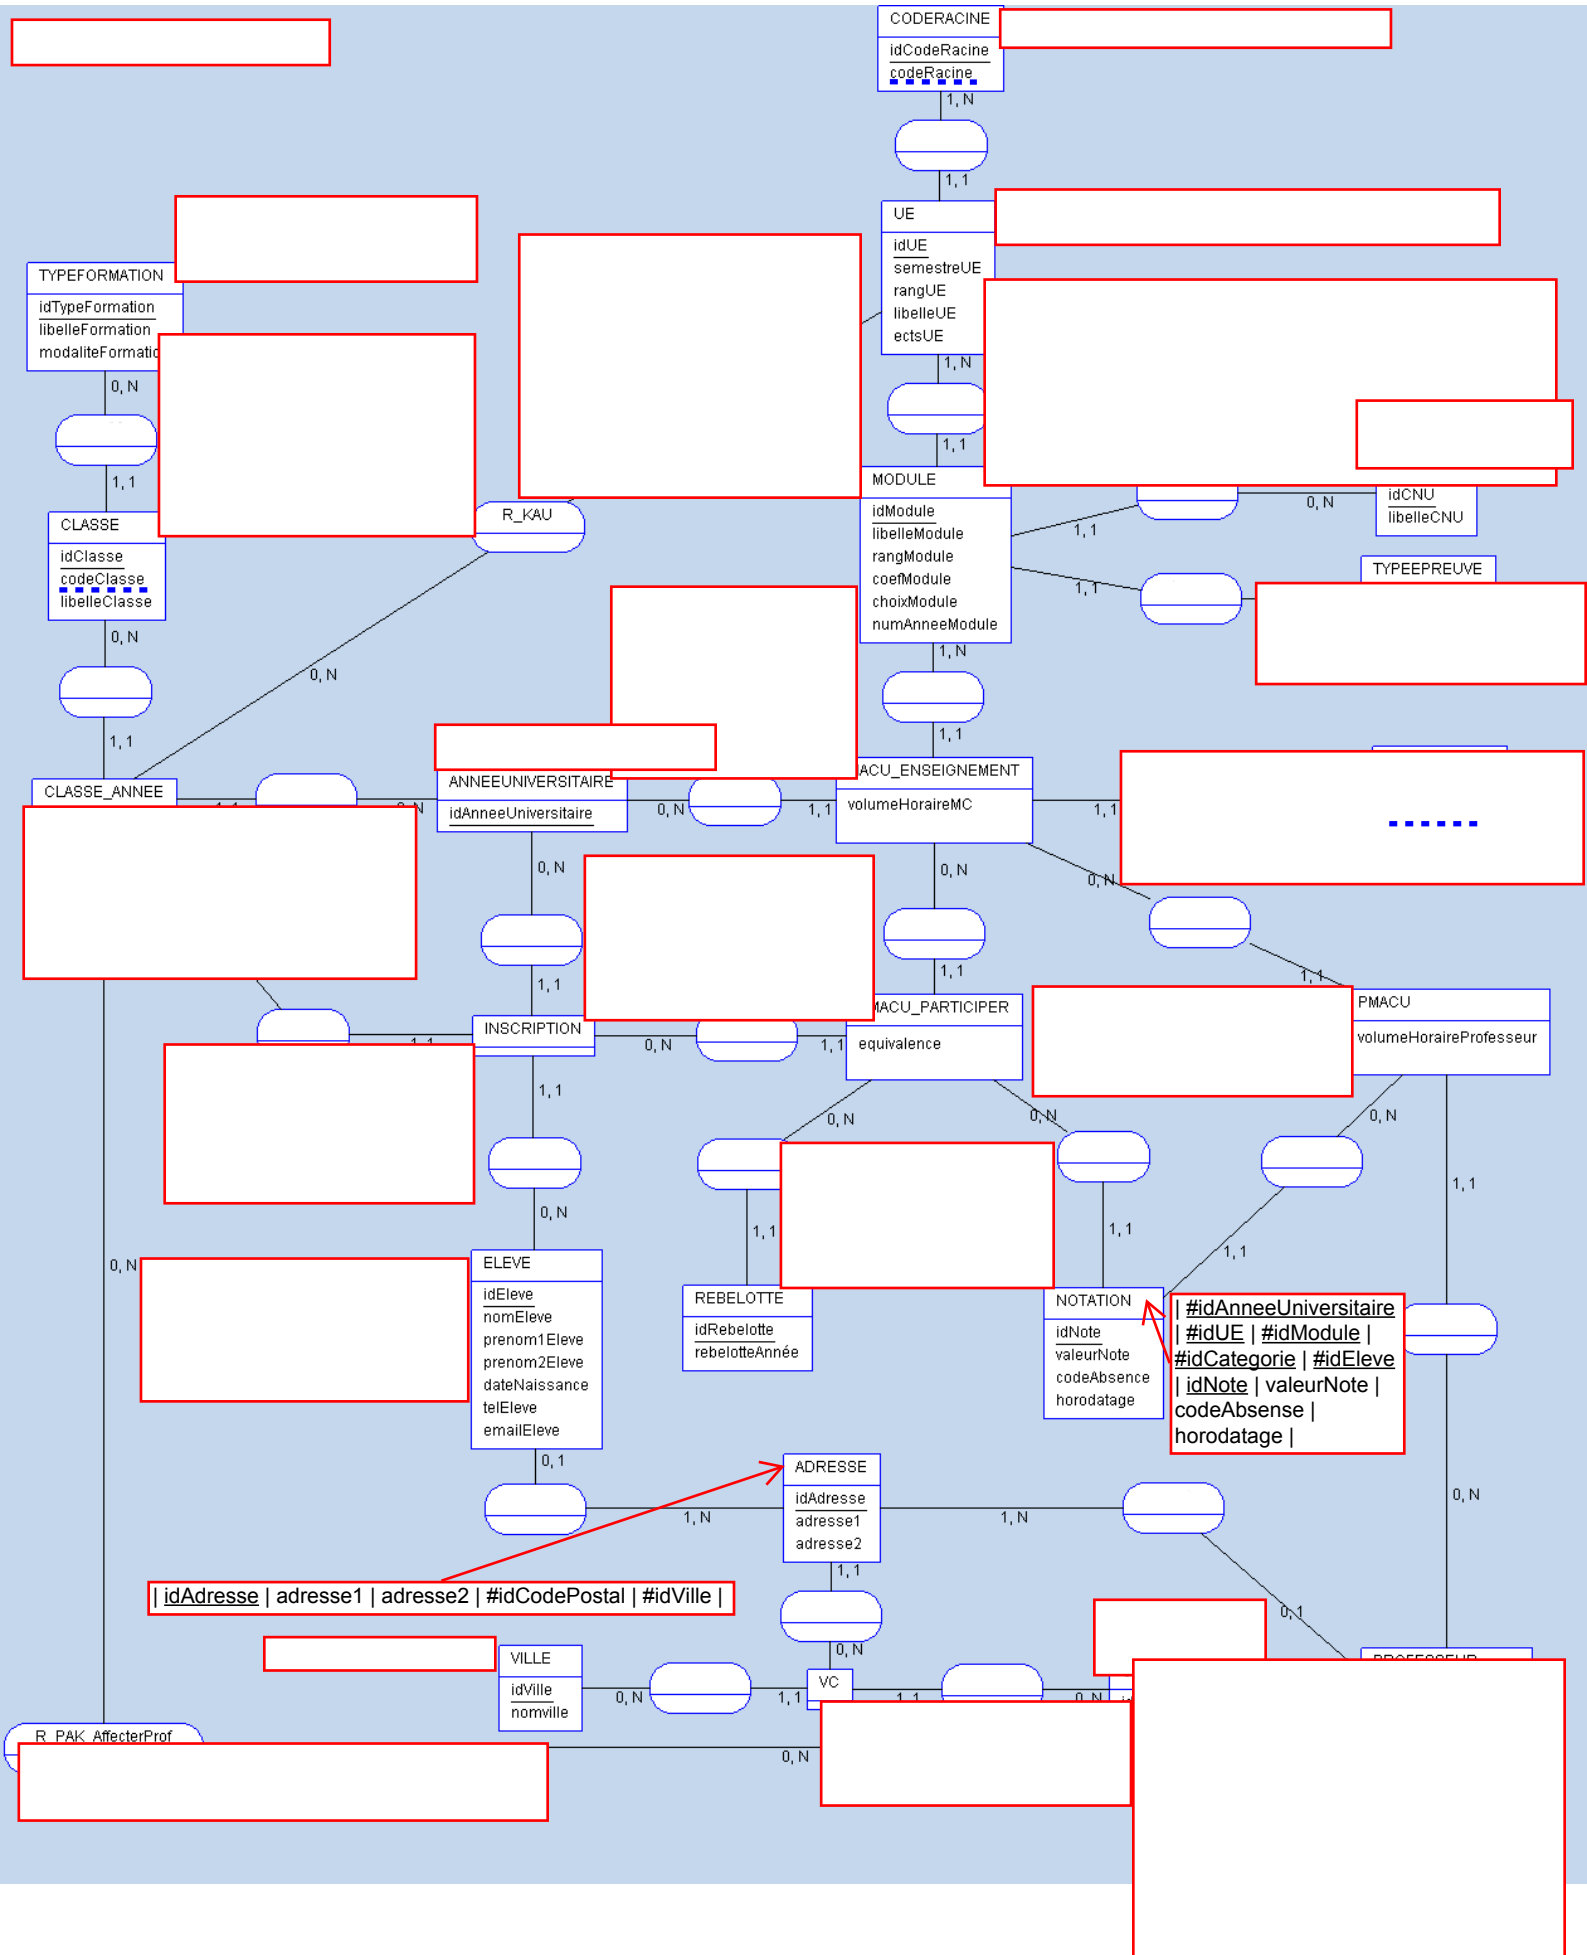 CODERACINE
idCodeRacine
codeRacine
1, N
1, 1
UE
idUE
semestreUE
rangUE
libelleUE
ectsUE
1, N
1, 1
TYPEFORMATION
idTypeFormation
libelleFormation
0, N
1, 1
CLASSE
idClasse
codeClasse
libelleClasse
0, N
1, 1
R_KAU
0, N
MODULE
idModule
libelleModule
rangModule
coefModule
choixModule
numAnneeModule
1, 1
0, N
idCNU
libelleCNU
1, 1
TYPEEPREUVE
1, N
1, 1
CLASSE_ANNEE
1, 1
0, N
ANNEEUNIVERSITAIRE
idAnneeUniversitaire
0, N
1, 1
ACU_ENSEIGNEMENT
volumeHoraireMC
1, 1
0, N
0, N
0, N
1, 1
1, 1
1, 1
INSCRIPTION
1, 1
0, N
1, 1
MACU_PARTICIPER
equivalence
PMACU
volumeHoraireProfesseur
1, 1
0, N
0, N
0, N
0, N
1, 1
0, N
1, 1
1, 1
1, 1
0, N
ELEVE
idEleve
nomEleve
prenom1Eleve
prenom2Eleve
dateNaissance
telEleve
emailEleve
REBELOTTE
idRebelotte
rebelotteAnnée
NOTATION
idNote
valeurNote
codeAbsence
horodatage
| #idAnneeUniversitaire
| #idUE | #idModule |
#idCategorie | #idEleve
| idNote | valeurNote |
codeAbsense |
horodatage |
0, 1
1, N
ADRESSE
idAdresse
adresse1
adresse2
1, N
0, N
1, 1
| idAdresse | adresse1 | adresse2 | #idCodePostal | #idVille |
0, 1
0, N
VILLE
idVille
nomville
0, N
1, 1
VC
1, 1
0, N
PROFESSEUR
R_PAK_AffecterProf
0, N